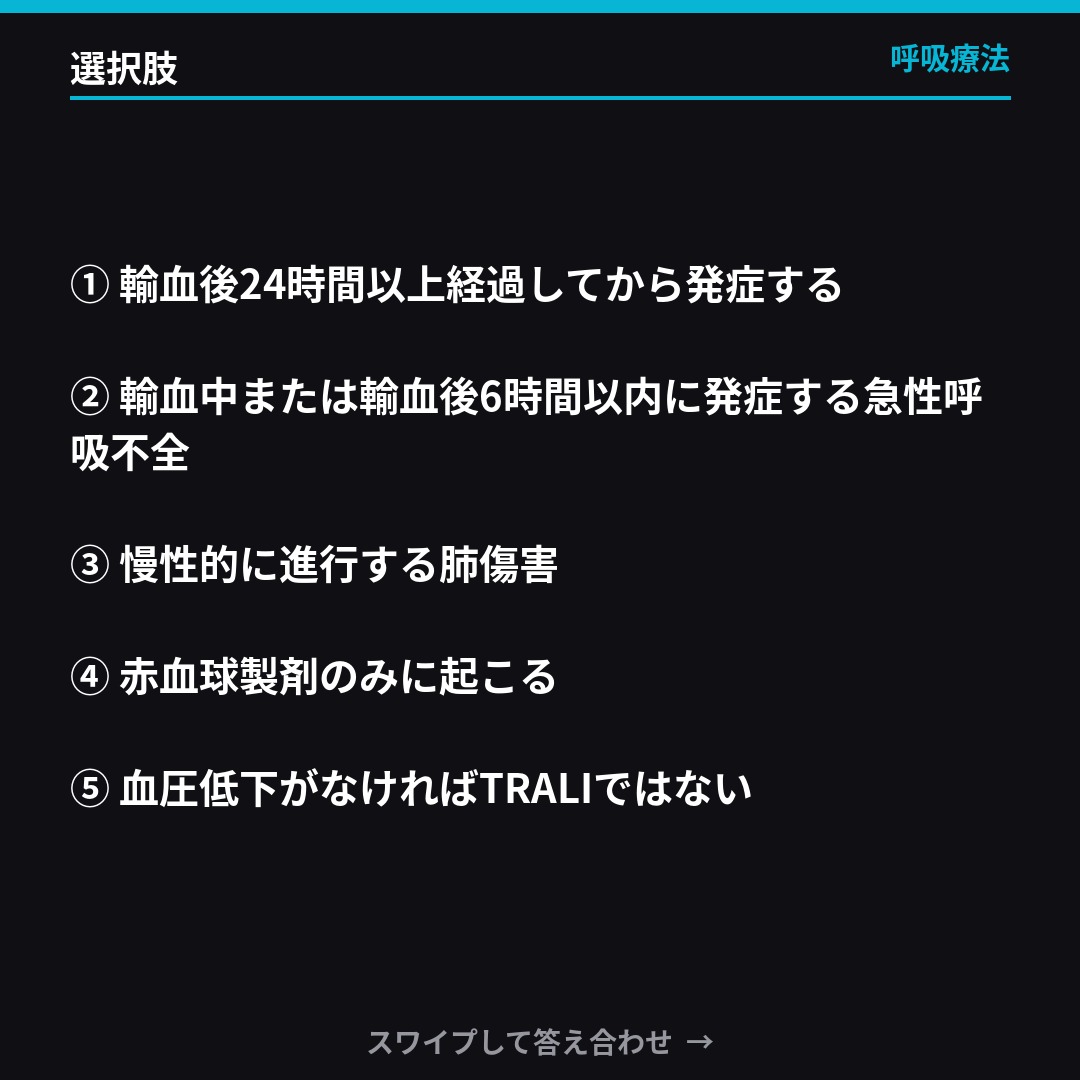 選択肢
呼吸療法
① 輸血後24時間以上経過してから発症する
② 輸血中または輸血後6時間以内に発症する急性呼
吸不全
③ 慢性的に進行する肺傷害
④ 赤血球製剤のみに起こる
⑤ 血圧低下がなければTRALIではない
スワイプして答え合わせ →